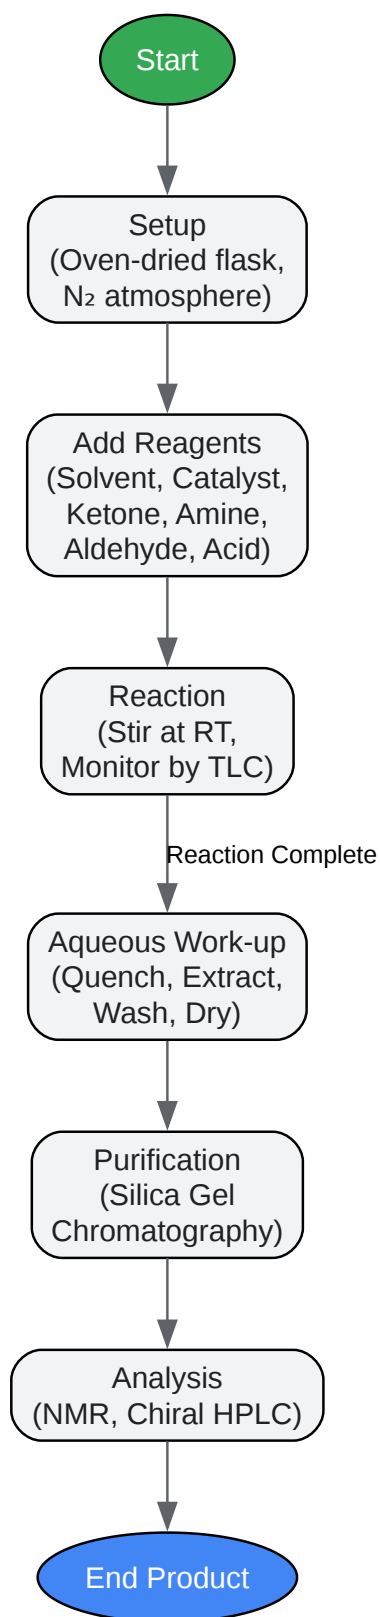 Start
Setup
(Oven-dried flask,
N₂ atmosphere)
Add Reagents
(Solvent, Catalyst,
Ketone, Amine,
Aldehyde, Acid)
Reaction
(Stir at RT,
Monitor by TLC)
Reaction Complete
Aqueous Work-up
(Quench, Extract,
Wash, Dry)
Purification
(Silica Gel
Chromatography)
Analysis
(NMR, Chiral HPLC)
End Product